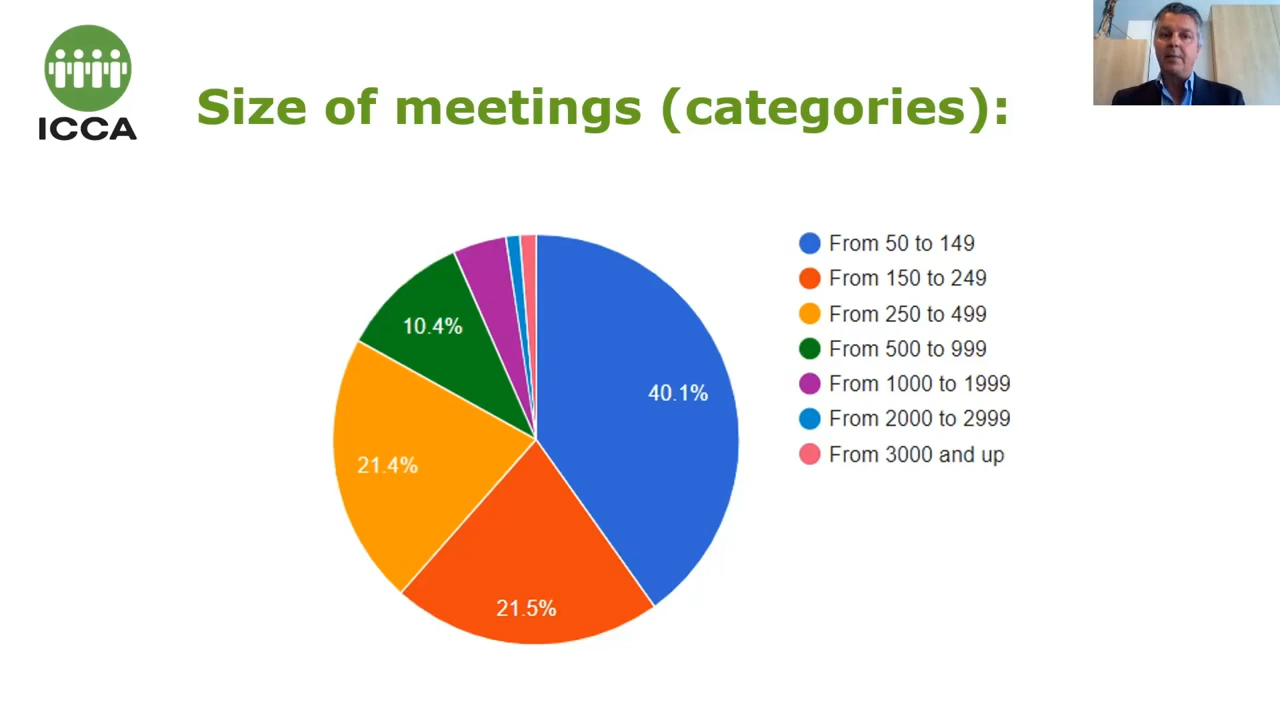 ICCA
Size of meetings (categories):
40.1%
21.5%
21.4%
10.4%
From 50 to 149
From 150 to 249
From 250 to 499
From 500 to 999
From 1000 to 1999
From 2000 to 2999
From 3000 and up